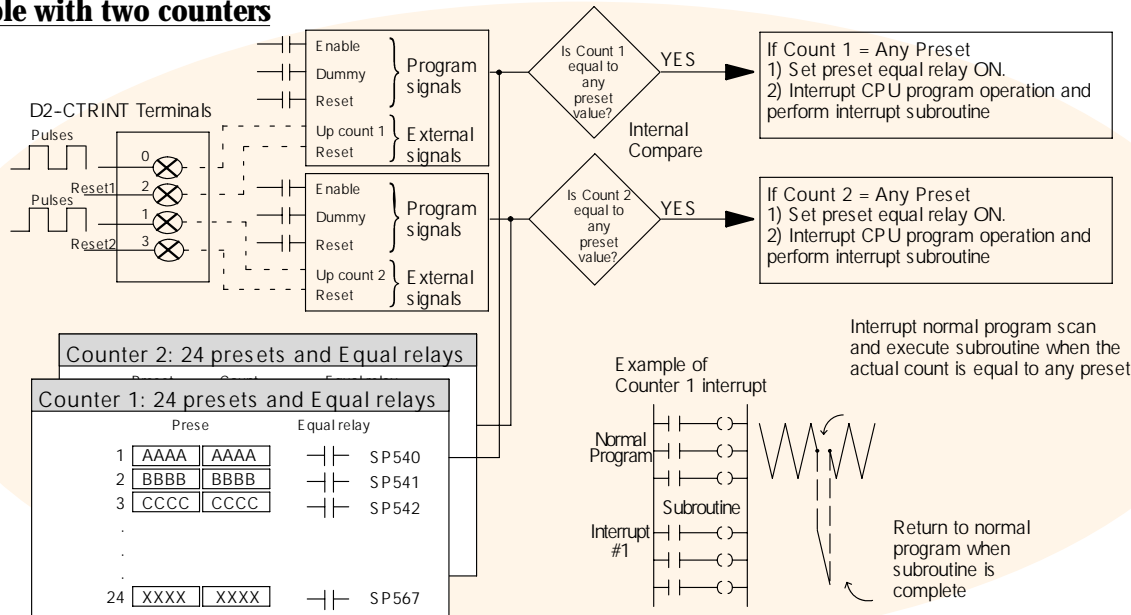 ble with two counters
Enable
Dummy
Reset
Program
signals
Up count 1
Reset
External
signals
Is Count 1
equal to
any
preset
value?
YES
If Count 1 = Any Preset
1) Set preset equal relay ON.
2) Interrupt CPU program operation and
perform interrupt subroutine
D2-CTRINT Terminals
Pulses
0
Reset1
2
Pulses
1
Reset2
3
Internal
Compare
Enable
Dummy
Reset
Program
signals
Up count 2
Reset
External
signals
Is Count 2
equal to
any
preset
value?
YES
If Count 2 = Any Preset
1) Set preset equal relay ON.
2) Interrupt CPU program operation and
perform interrupt subroutine
Counter 2: 24 presets and Equal relays
Counter 1: 24 presets and Equal relays
Prese
Equal relay
1 AAAA AAAA SP540
2 BBBB BBBB SP541
3 CCCC CCCC SP542
.
.
.
24 XXXX XXXX SP567
Example of
Counter 1 interrupt
Interrupt normal program scan
and execute subroutine when the
actual count is equal to any preset
Normal
Program
Subroutine
Interrupt
#1
Return to normal
program when
subroutine is
complete